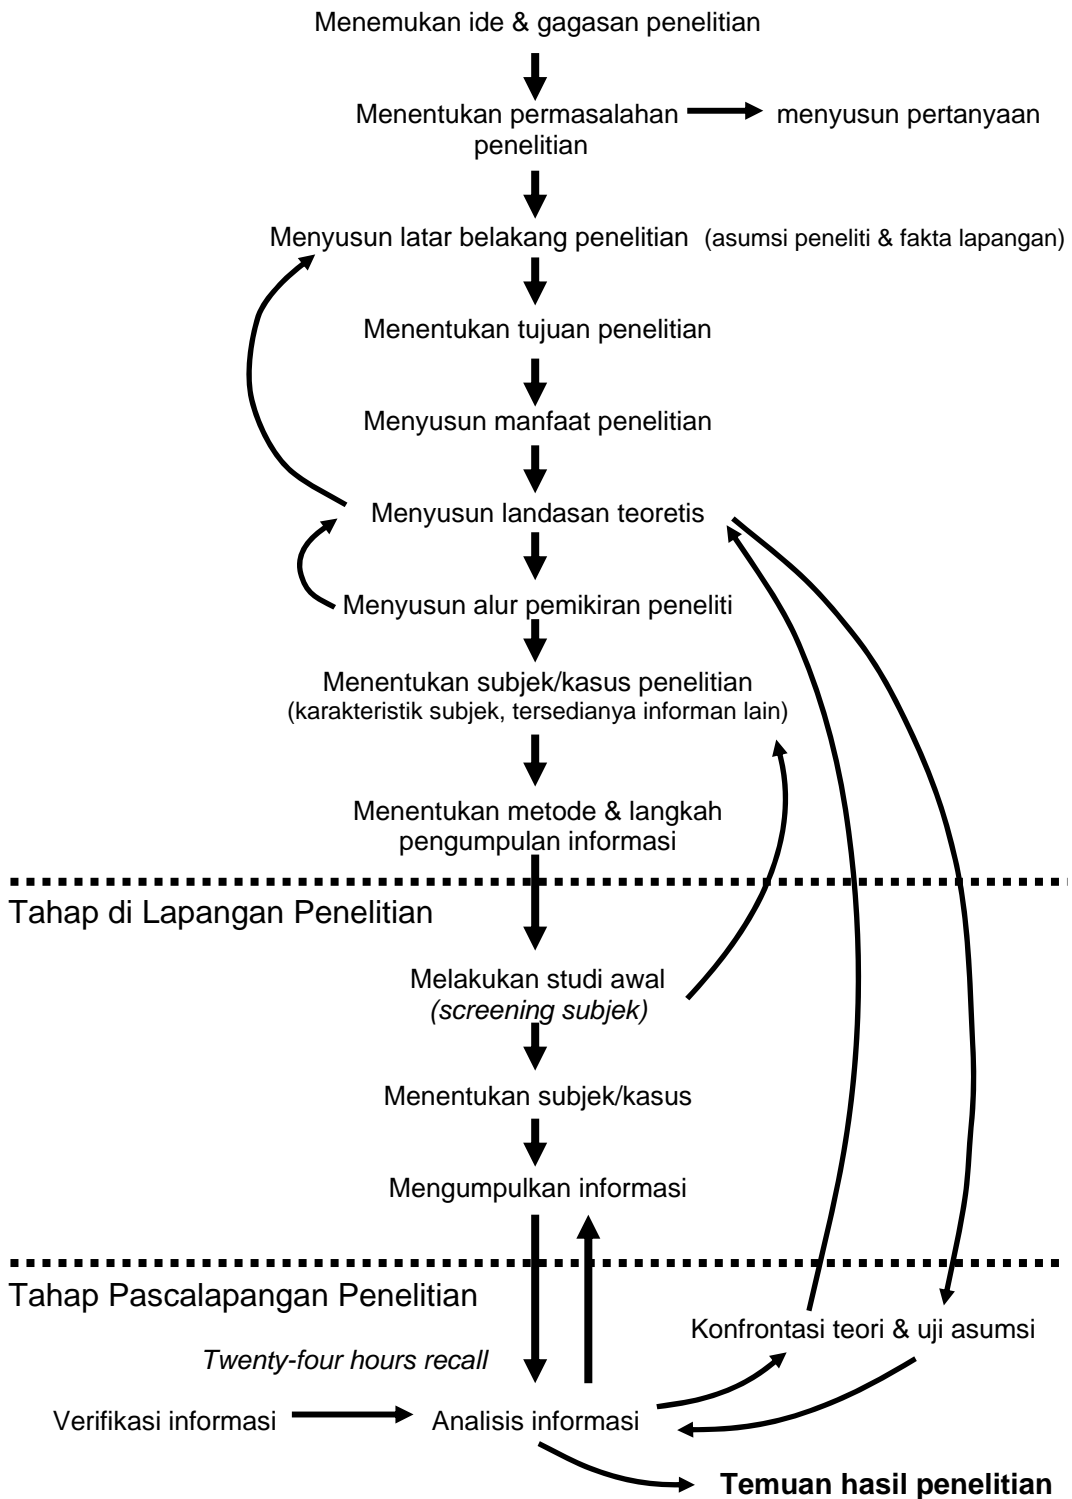 Menemukan ide & gagasan penelitian
Menentukan permasalahan
penelitian
menyusun pertanyaan
Menyusun latar belakang penelitian (asumsi peneliti & fakta lapangan)
Menentukan tujuan penelitian
Menyusun manfaat penelitian
Menyusun landasan teoretis
Menyusun alur pemikiran peneliti
Menentukan subjek/kasus penelitian
(karakteristik subjek, tersedianya informan lain)
Menentukan metode & langkah
pengumpulan informasi
Tahap di Lapangan Penelitian
Melakukan studi awal
(screening subjek)
Menentukan subjek/kasus
Mengumpulkan informasi
Tahap Pascalapangan Penelitian
Konfrontasi teori & uji asumsi
Twenty-four hours recall
Verifikasi informasi
Analisis informasi
Temuan hasil penelitian